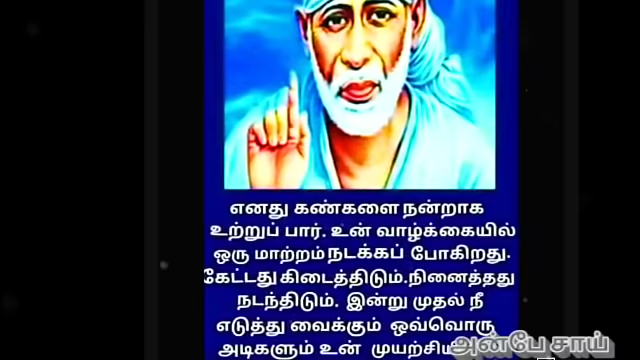 எனது கண்களை நன்றாக
உற்றுப் பார். உன் வாழ்க்கையில்
ஒரு மாற்றம் நடக்கப் போகிறது.
கேட்டது கிடைத்திடும்.நினைத்தது
நடந்திடும். இன்று முதல் நீ
எடுத்து வைக்கும் ஒவ்வொரு
அடிகளும் உன்
அன்பே சாய்